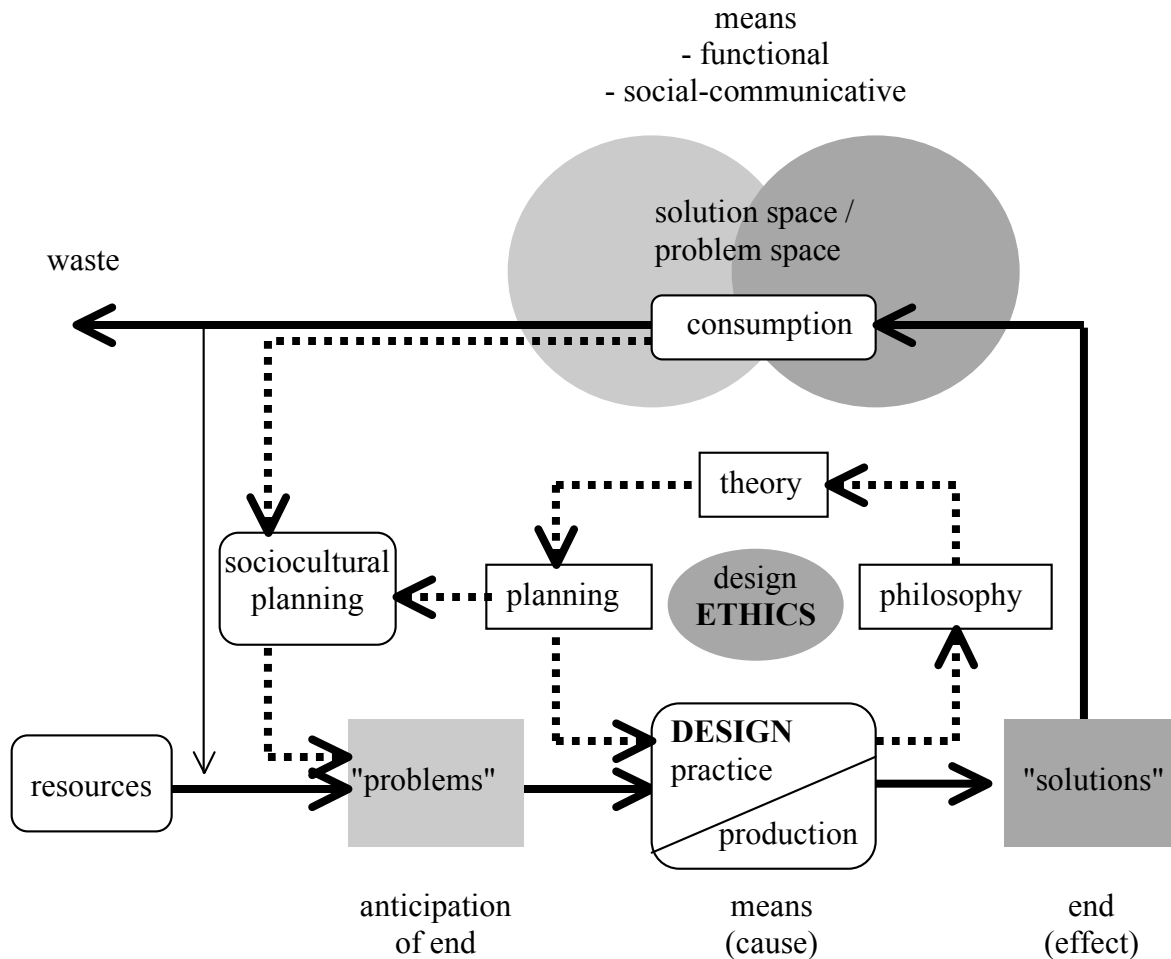 means
- functional
- social-communicative
solution space /
problem space
waste
consumption
theory
sociocultural
planning
planning
design
ETHICS
philosophy
DESIGN
practice
production
resources
"problems"
"solutions"
anticipation
of end
means
(cause)
end
(effect)